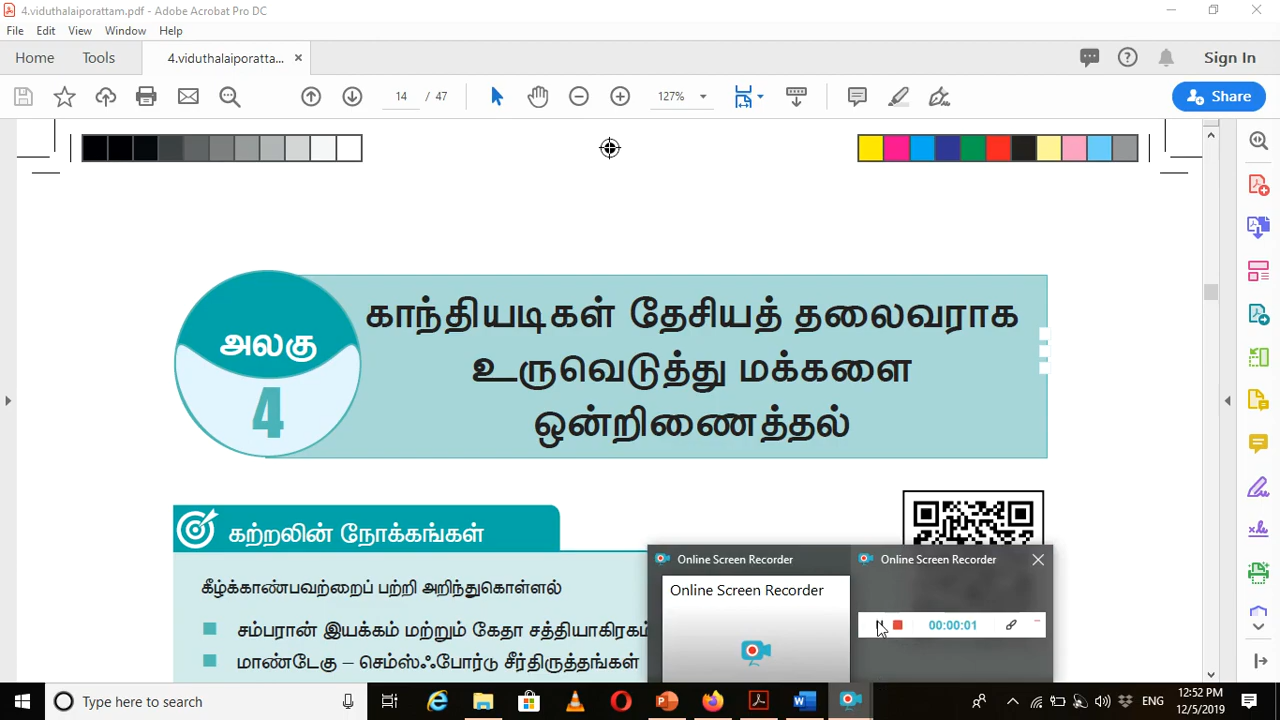 4.viduthalaiporattam.pdf - Adobe Acrobat Pro DC
File Edit View Window Help
Home Tools 4.viduthalaiporatta... × Sign In
14 / 47 127% Share
அலகு
4
காந்தியடிகள் தேசியத் தலைவராக
உருவெடுத்து மக்களை
ஒன்றிணைத்தல்
கற்றலின் நோக்கங்கள்
கீழ்க்காண்பவற்றைப் பற்றி அறிந்துகொள்ளல்
சம்பரான் இயக்கம் மற்றும் கேதா சத்தியாகிரகம்
மாண்டேகு – செம்ஸ்ஃபோர்டு சீர்திருத்தங்கள்
Online Screen Recorder Online Screen Recorder
Online Screen Recorder
00:00:01
Type here to search
ENG
12:52 PM
12/5/2019